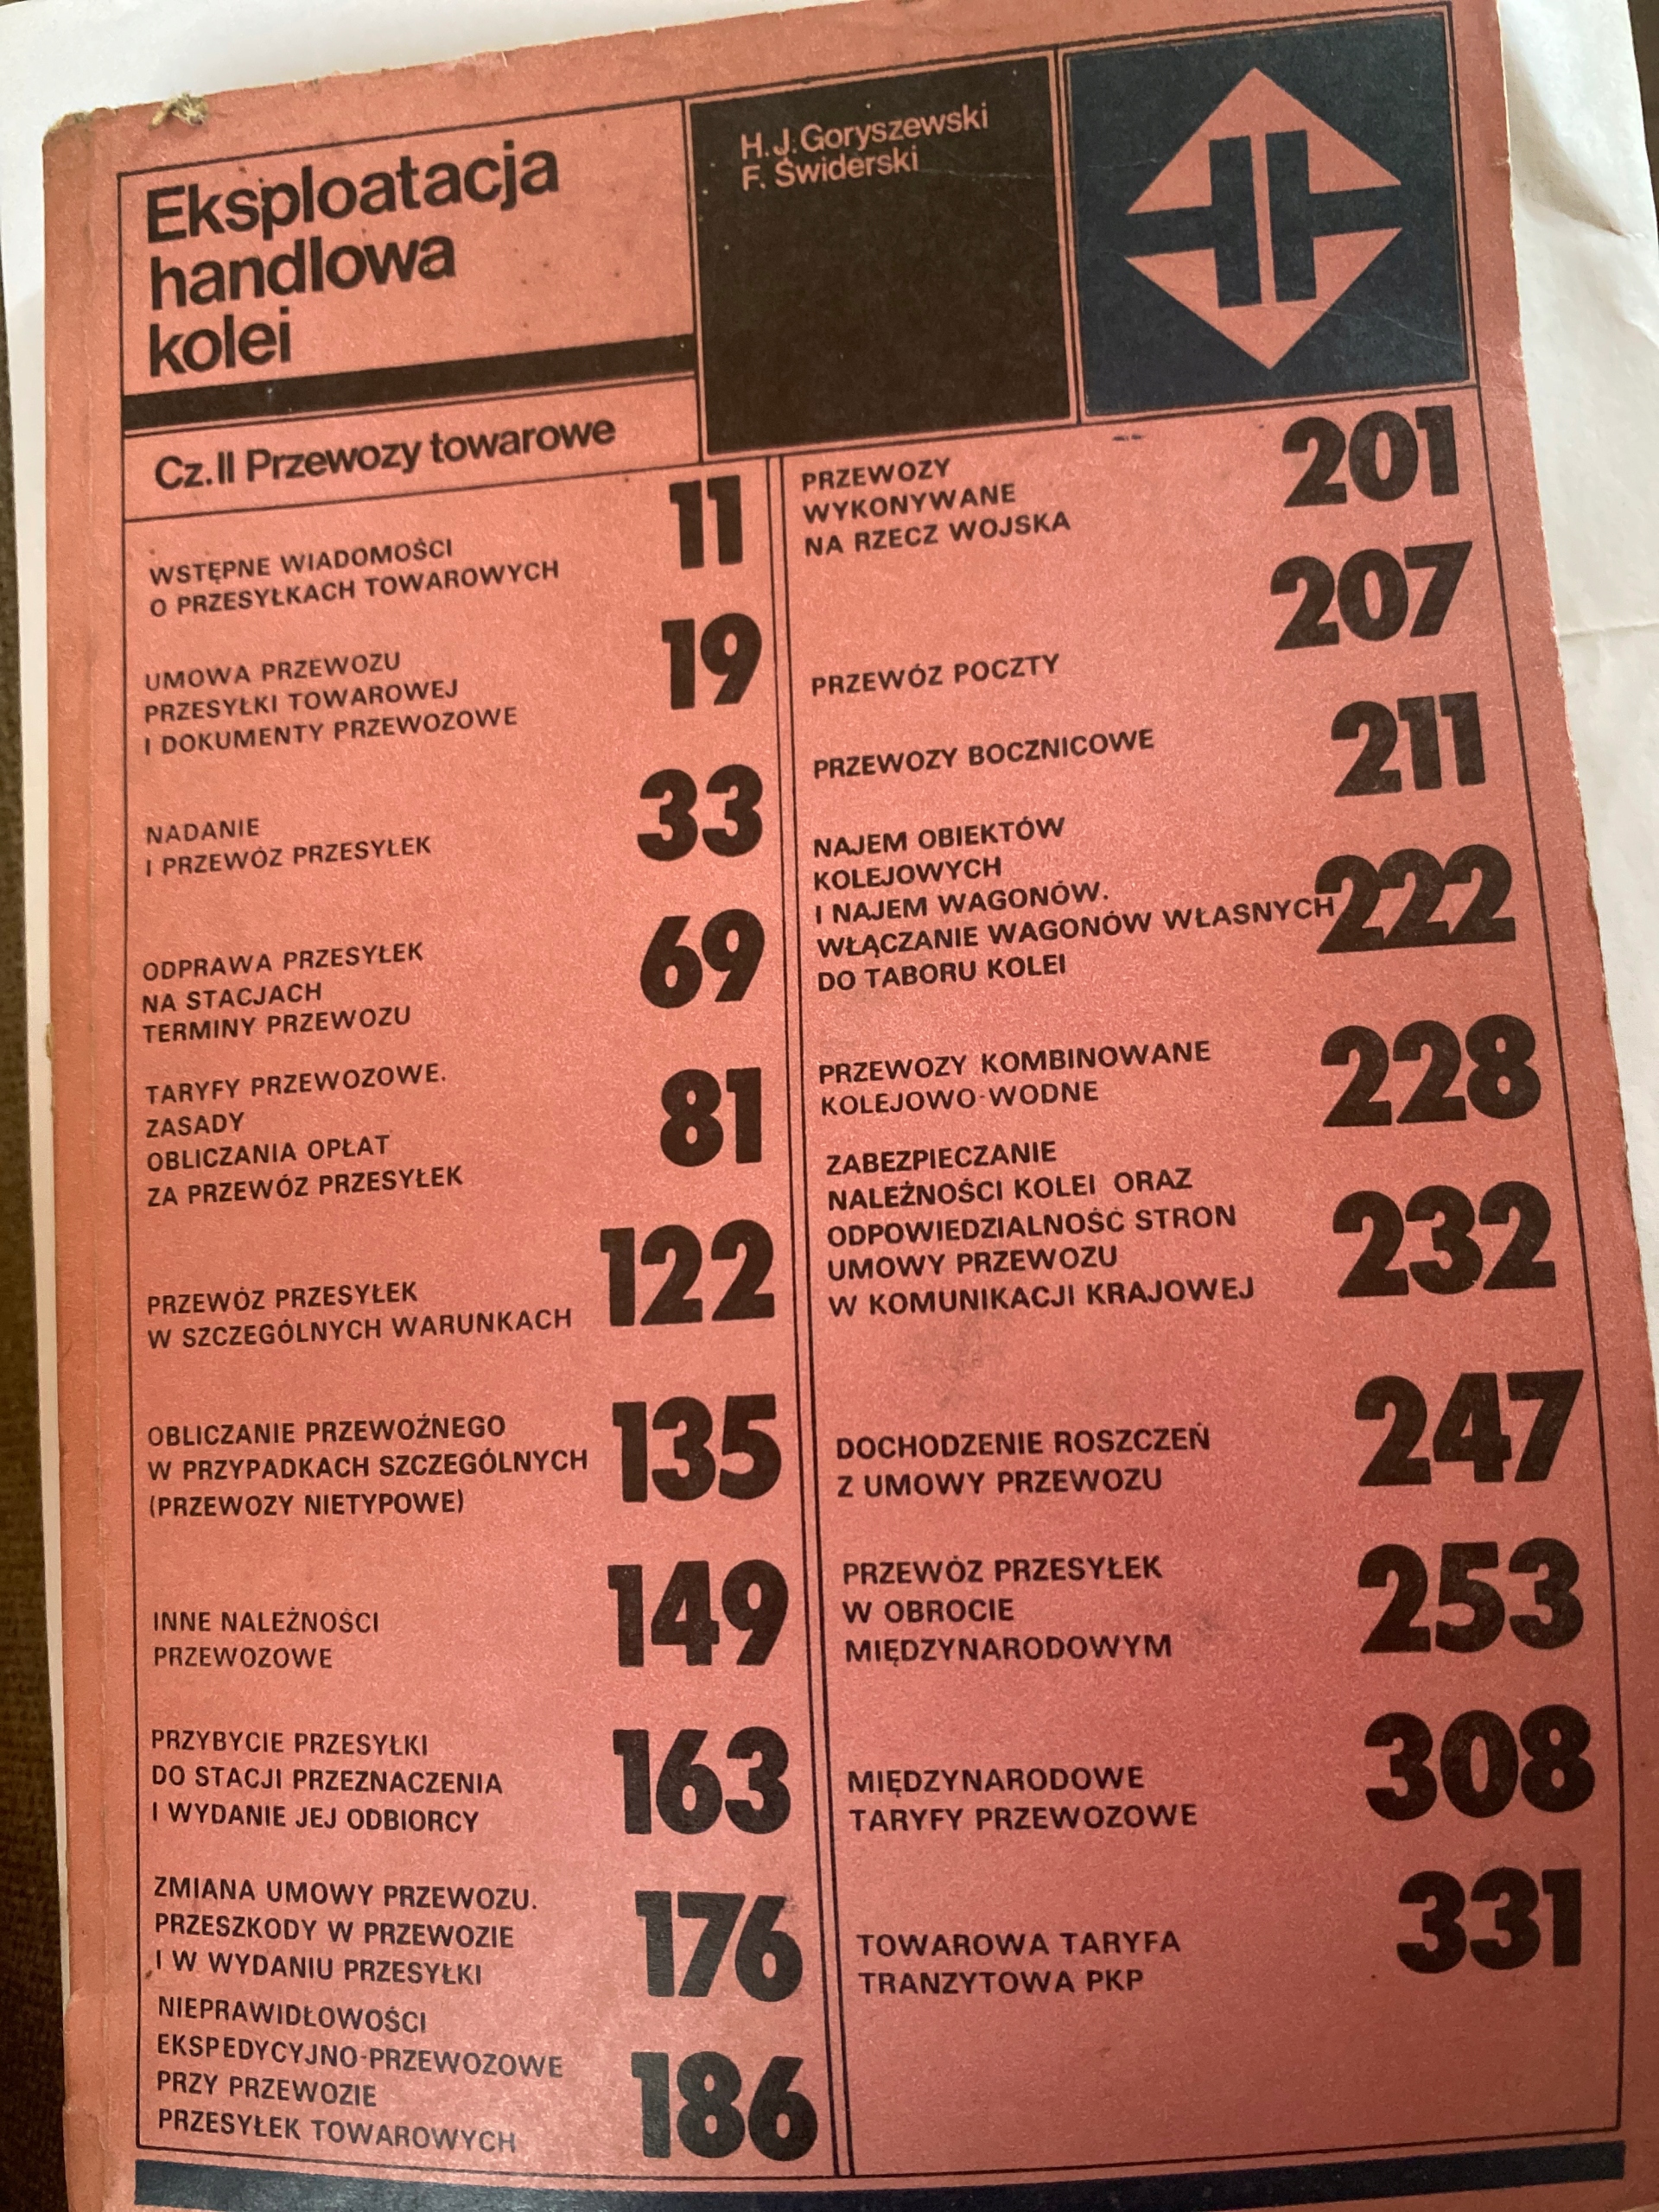 Eksploatacja
handlowa
kolei
H.J.Goryszewski
F. Świderski
Cz.II Przewozy towarowe
11
WSTĘPNE WIADOMOŚCI
O PRZESYŁKACH TOWAROWYCH
19
UMOWA PRZEWOZU
PRZESYŁKI TOWAROWEJ
I DOKUMENTY PRZEWOZOWE
33
NADANIE
I PRZEWÓZ PRZESYŁEK
69
ODPRAWA PRZESYŁEK
NA STACJACH
TERMINY PRZEWOZU
81
TARYFY PRZEWOZOWE.
ZASADY
OBLICZANIA OPŁAT
ZA PRZEWÓZ PRZESYŁEK
122
PRZEWÓZ PRZESYŁEK
W SZCZEGÓLNYCH WARUNKACH
135
OBLICZANIE PRZEWOŹNEGO
W PRZYPADKACH SZCZEGÓLNYCH
(PRZEWOZY NIETYPOWE)
149
INNE NALEŻNOŚCI
PRZEWOZOWE
163
PRZYBYCIE PRZESYŁKI
DO STACJI PRZEZNACZENIA
I WYDANIE JEJ ODBIORCY
176
ZMIANA UMOWY PRZEWOZU.
PRZESZKODY W PRZEWOZIE
I W WYDANIU PRZESYŁKI
186
NIEPRAWIDŁOWOŚCI
EKSPEDYCYJNO-PRZEWOZOWE
PRZY PRZEWOZIE
PRZESYŁEK TOWAROWYCH
201
PRZEWOZY
WYKONYWANE
NA RZECZ WOJSKA
207
PRZEWÓZ POCZTY
211
PRZEWOZY BOCZNICOWE
222
NAJEM OBIEKTÓW
KOLEJOWYCH
I NAJEM WAGONÓW.
WŁĄCZANIE WAGONÓW WŁASNYCH
DO TABORU KOLEI
228
PRZEWOZY KOMBINOWANE
KOLEJOWO-WODNE
232
ZABEZPIECZANIE
NALEŻNOŚCI KOLEI ORAZ
ODPOWIEDZIALNOŚĆ STRON
UMOWY PRZEWOZU
W KOMUNIKACJI KRAJOWEJ
247
DOCHODZENIE ROSZCZEŃ
Z UMOWY PRZEWOZU
253
PRZEWÓZ PRZESYŁEK
W OBROCIE
MIĘDZYNARODOWYM
308
MIĘDZYNARODOWE
TARYFY PRZEWOZOWE
331
TOWAROWA TARYFA
TRANZYTOWA PKP